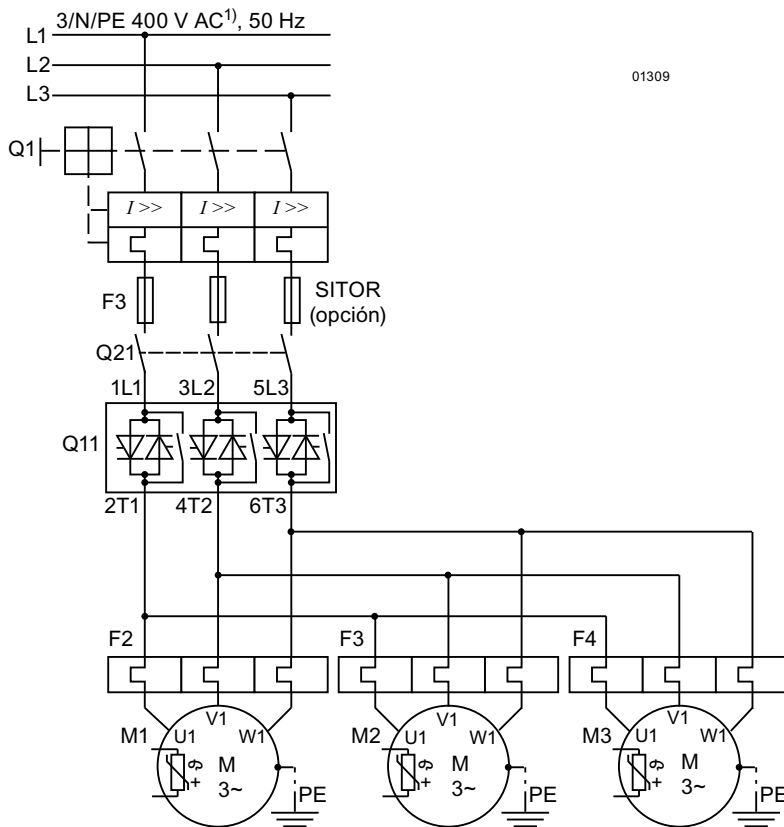 3/N/PE 400 V AC1), 50 Hz
L1
L2
L3
01309
Q1
I >> I >> I >>
F3
SITOR
(opción)
Q21
1L1 3L2 5L3
Q11
2T1 4T2 6T3
F2 F3 F4
M1 U1 V1 W1
M
3~
PE
M2 U1 V1 W1
M
3~
PE
M3 U1 V1 W1
M
3~
PE
ϑ
+
ϑ
+
ϑ
+